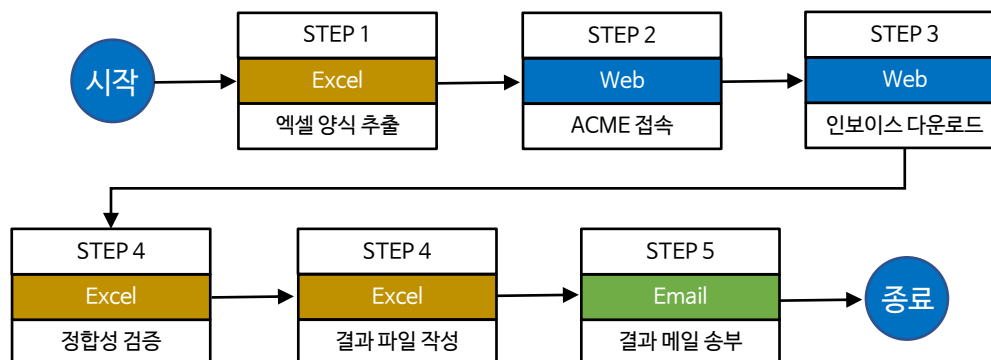 시작
STEP 1
Excel
엑셀 양식 추출
STEP 2
Web
ACME 접속
STEP 3
Web
인보이스 다운로드
STEP 4
Excel
정합성 검증
STEP 4
Excel
결과 파일 작성
STEP 5
Email
결과 메일 송부
종료